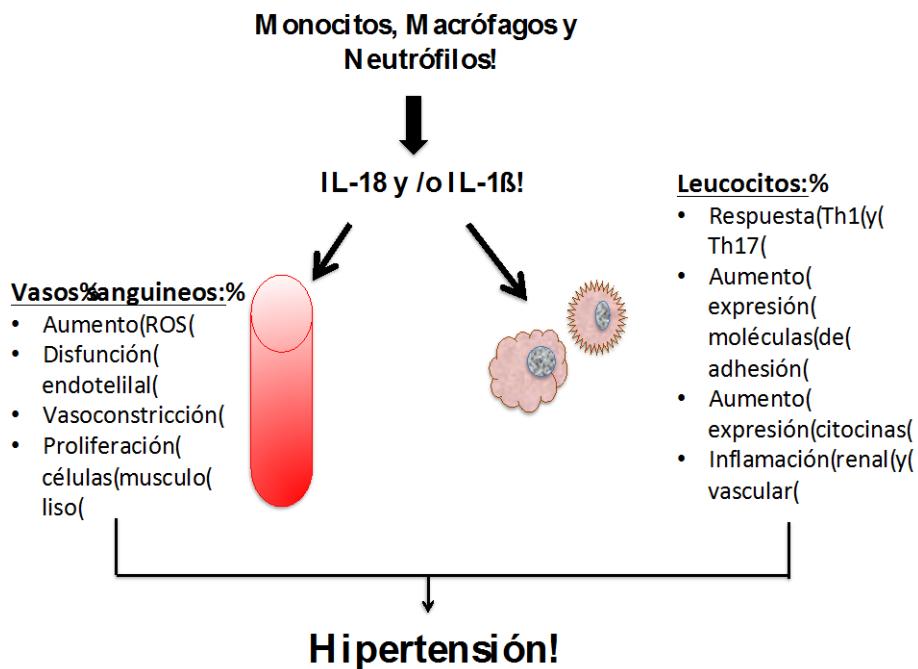 Monocitos, Macrófagos y
Neutrófilos!
IL-18 y /o IL-1ß!
Vasos%sanguineos:%
• Aumento(ROS(
• Disfunción(
endotelilal(
• Vasoconstricción(
• Proliferación(
células(musculo(
liso(
Leucocitos:%
• Respuesta(Th1(y(
Th17(
• Aumento(
expresión(
moléculas(de(
adhesión(
• Aumento(
expresión(citocinas(
• Inflamación(renal(y(
vascular(
Hipertensión!